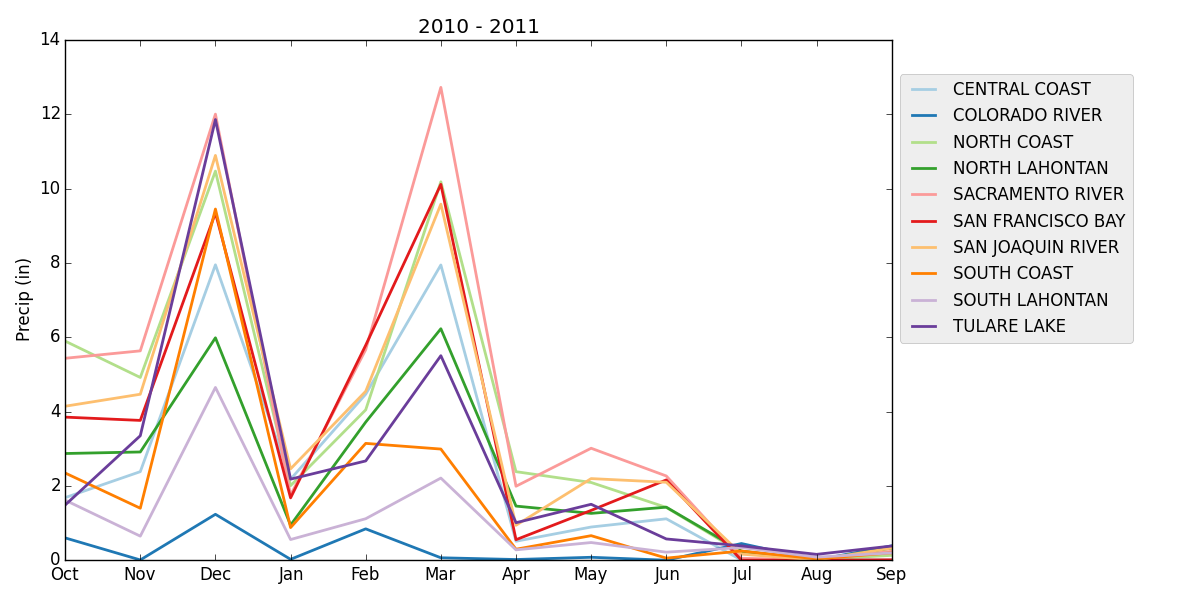 2010 - 2011
14
12
10
8
6
4
2
0
Precip (in)
Oct Nov Dec Jan Feb Mar Apr May Jun Jul Aug Sep
CENTRAL COAST
COLORADO RIVER
NORTH COAST
NORTH LAHONTAN
SACRAMENTO RIVER
SAN FRANCISCO BAY
SAN JOAQUIN RIVER
SOUTH COAST
SOUTH LAHONTAN
TULARE LAKE